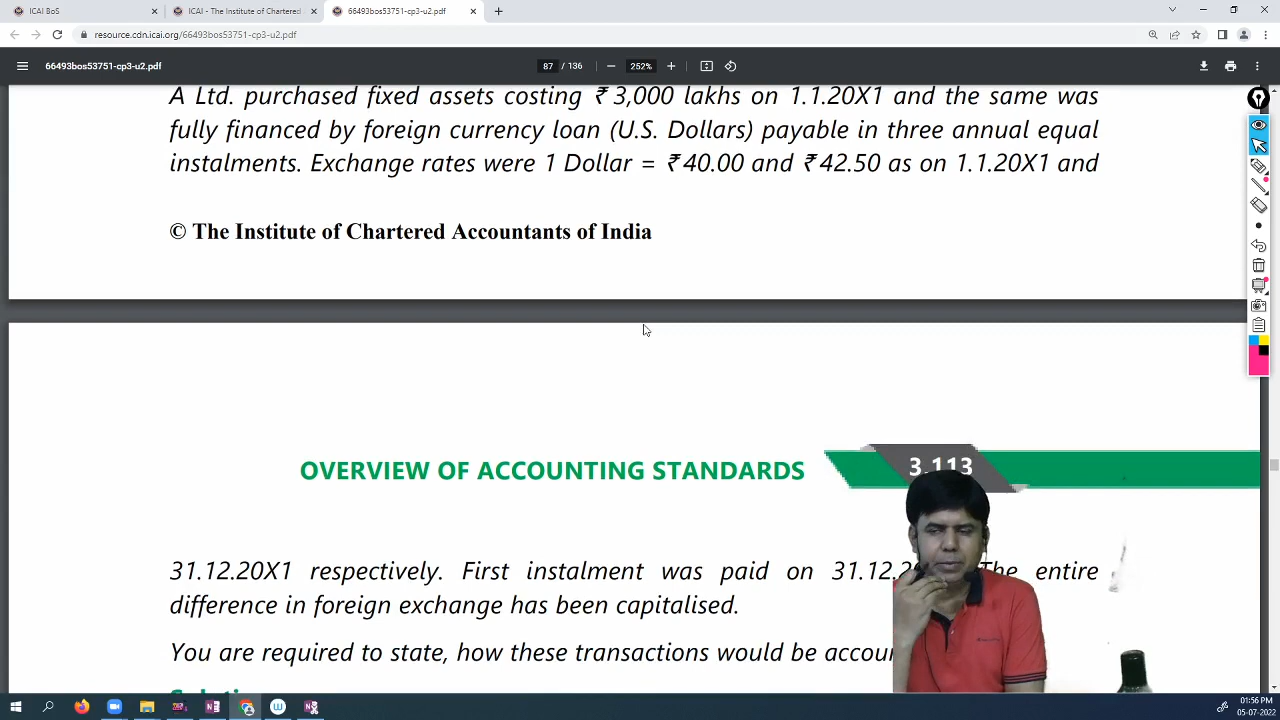 ICAI BoS
ICAI - The Institute of Chartered
66493bos53751-cp3-u2.pdf
resource.cdn.icai.org/66493bos53751-cp3-u2.pdf
66493bos53751-cp3-u2.pdf
87 / 136
252%
A Ltd. purchased fixed assets costing ₹ 3,000 lakhs on 1.1.20X1 and the same was
fully financed by foreign currency loan (U.S. Dollars) payable in three annual equal
instalments. Exchange rates were 1 Dollar = ₹ 40.00 and ₹ 42.50 as on 1.1.20X1 and
© The Institute of Chartered Accountants of India
OVERVIEW OF ACCOUNTING STANDARDS
3.113
31.12.20X1 respectively. First instalment was paid on 31.12. The entire
difference in foreign exchange has been capitalised.
You are required to state, how these transactions would be
01:56 PM
05-07-2022